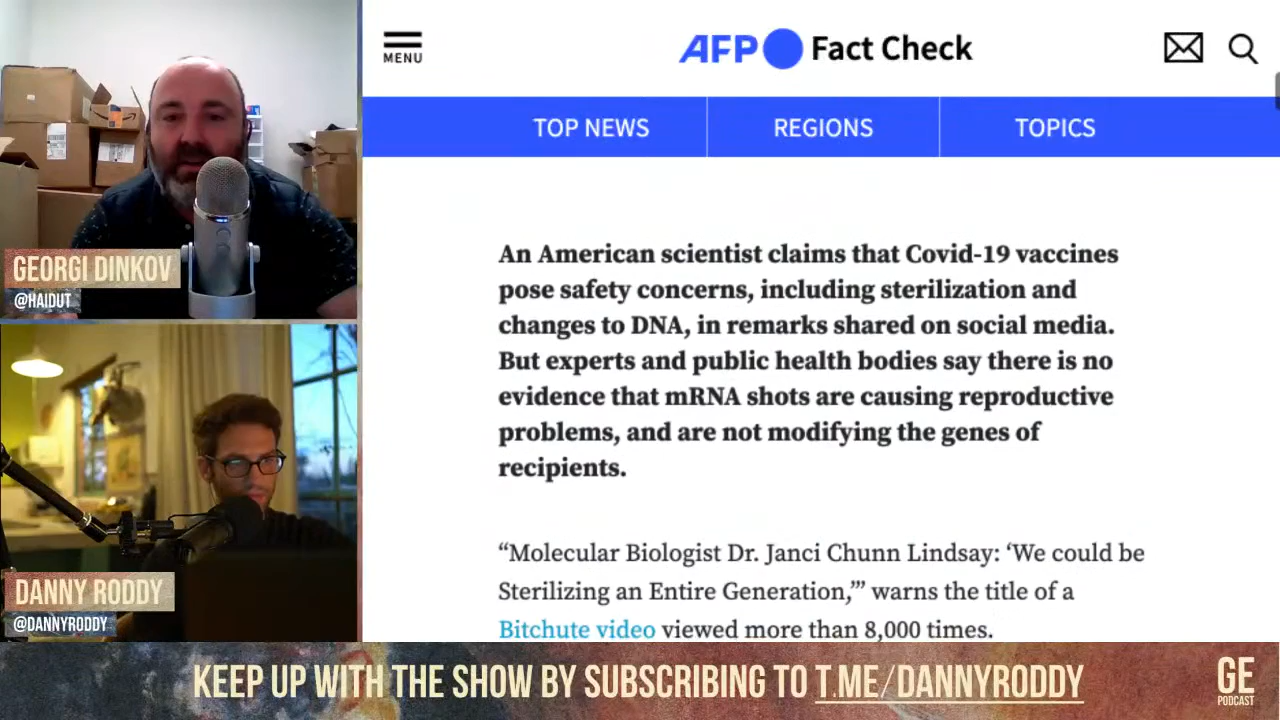 GEORGI DINKOV
@HAIDUT
DANNY RODDY
@DANNYRODDY
MENU
AFP Fact Check
TOP NEWS
REGIONS
TOPICS
An American scientist claims that Covid-19 vaccines
pose safety concerns, including sterilization and
changes to DNA, in remarks shared on social media.
But experts and public health bodies say there is no
evidence that mRNA shots are causing reproductive
problems, and are not modifying the genes of
recipients.
“Molecular Biologist Dr. Janci Chunn Lindsay: ‘We could be
Sterilizing an Entire Generation,’” warns the title of a
Bitchute video viewed more than 8,000 times.
KEEP UP WITH THE SHOW BY SUBSCRIBING TO T.ME/DANNYRODDY
GE
PODCAST